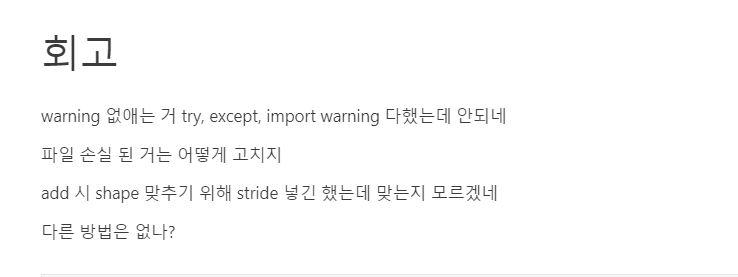 회고
warning 없애는 거 try, except, import warning 다했는데 안되네
파일 손실 된 거는 어떻게 고치지
add 시 shape 맞추기 위해 stride 넣긴 했는데 맞는지 모르겠네
다른 방법은 없나?